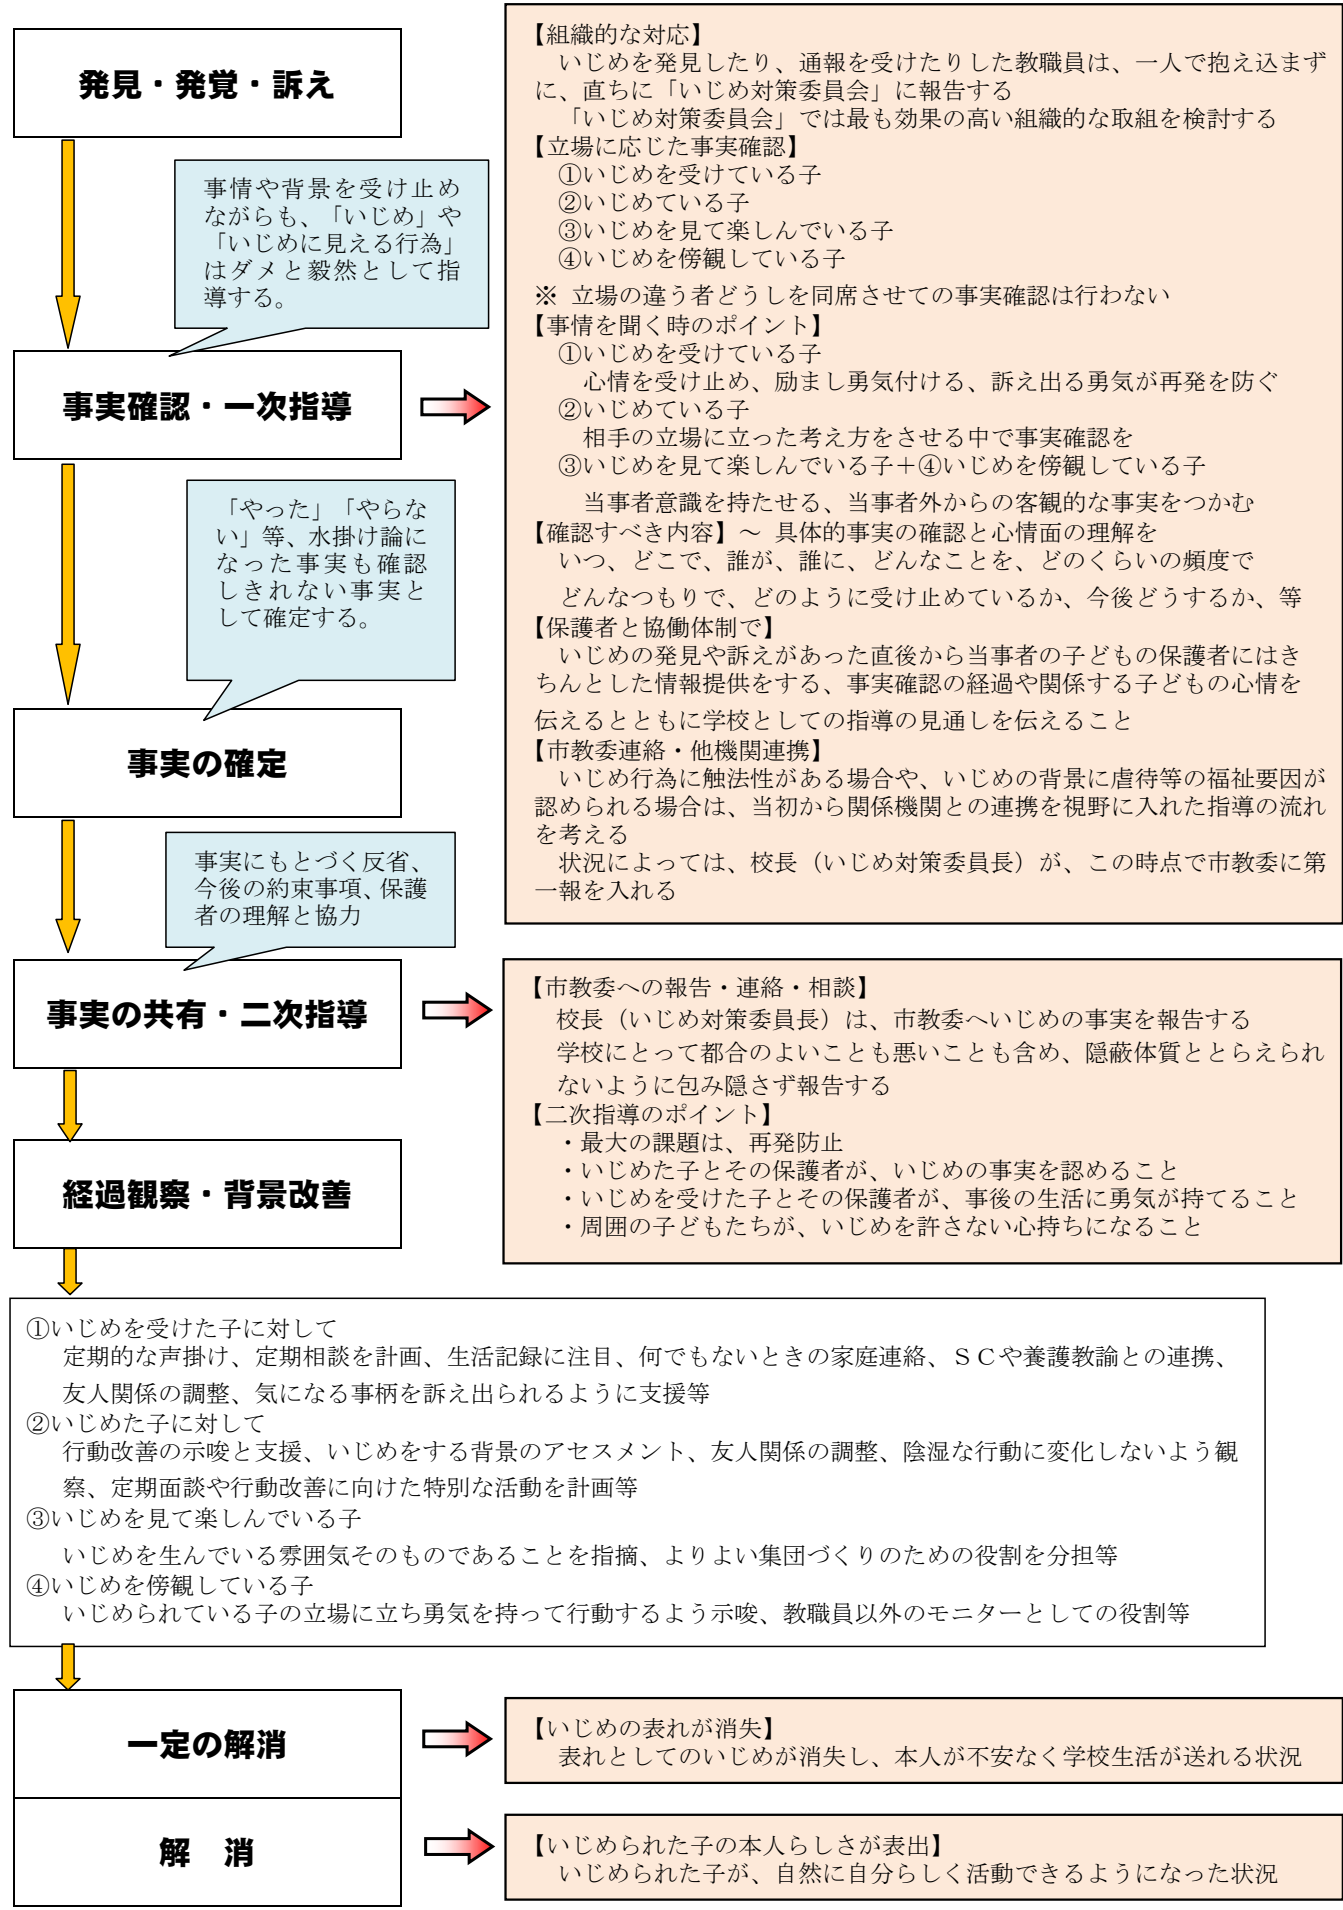 発見・発覚・訴え
事情や背景を受け止め
ながらも、「いじめ」や
「いじめに見える行為」
はダメと毅然として指
導する。
事実確認・一次指導
【組織的な対応】
いじめを発見したり、通報を受けたりした教職員は、一人で抱え込まず
に、直ちに「いじめ対策委員会」に報告する
「いじめ対策委員会」では最も効果の高い組織的な取組を検討する
【立場に応じた事実確認】
①いじめを受けている子
②いじめている子
③いじめを見て楽しんでいる子
④いじめを傍観している子
※ 立場の違う者どうしを同席させての事実確認は行わない
【事情を聞く時のポイント】
①いじめを受けている子
心情を受け止め、励まし勇気付ける、訴え出る勇気が再発を防ぐ
②いじめている子
相手の立場に立った考え方をさせる中で事実確認を
③いじめを見て楽しんでいる子＋④いじめを傍観している子
当事者意識を持たせる、当事者外からの客観的な事実をつかむ
【確認すべき内容】～ 具体的事実の確認と心情面の理解を
いつ、どこで、誰が、誰に、どんなことを、どのくらいの頻度で
どんなつもりで、どのように受け止めているか、今後どうするか、等
【保護者と協働体制で】
いじめの発見や訴えがあった直後から当事者の子どもの保護者にはき
ちんとした情報提供をする、事実確認の経過や関係する子どもの心情を
伝えるとともに学校としての指導の見通しを伝えること
【市教委連絡・他機関連携】
いじめ行為に触法性がある場合や、いじめの背景に虐待等の福祉要因が
認められる場合は、当初から関係機関との連携を視野に入れた指導の流れ
を考える
状況によっては、校長（いじめ対策委員長）が、この時点で市教委に第
一報を入れる
「やった」「やらな
い」等、水掛け論に
なった事実も確認
しきれない事実と
して確定する。
事実の確定
事実にもとづく反省、
今後の約束事項、保護
者の理解と協力
事実の共有・二次指導
【市教委への報告・連絡・相談】
校長（いじめ対策委員長）は、市教委へいじめの事実を報告する
学校にとって都合のよいことも悪いことも含め、隠蔽体質ととらえられ
ないように包み隠さず報告する
【二次指導のポイント】
・最大の課題は、再発防止
・いじめた子とその保護者が、いじめの事実を認めること
・いじめを受けた子とその保護者が、事後の生活に勇気が持てること
・周囲の子どもたちが、いじめを許さない心持ちになること
経過観察・背景改善
①いじめを受けた子に対して
定期的な声掛け、定期相談を計画、生活記録に注目、何でもないときの家庭連絡、ＳＣや養護教諭との連携、
友人関係の調整、気になる事柄を訴え出られるように支援等
②いじめた子に対して
行動改善の示唆と支援、いじめをする背景のアセスメント、友人関係の調整、陰湿な行動に変化しないよう観
察、定期面談や行動改善に向けた特別な活動を計画等
③いじめを見て楽しんでいる子
いじめを生んでいる雰囲気そのものであることを指摘、よりよい集団づくりのための役割を分担等
④いじめを傍観している子
いじめられている子の立場に立ち勇気を持って行動するよう示唆、教職員以外のモニターとしての役割等
一定の解消
【いじめの表れが消失】
表れとしてのいじめが消失し、本人が不安なく学校生活が送れる状況
解　消
【いじめられた子の本人らしさが表出】
いじめられた子が、自然に自分らしく活動できるようになった状況